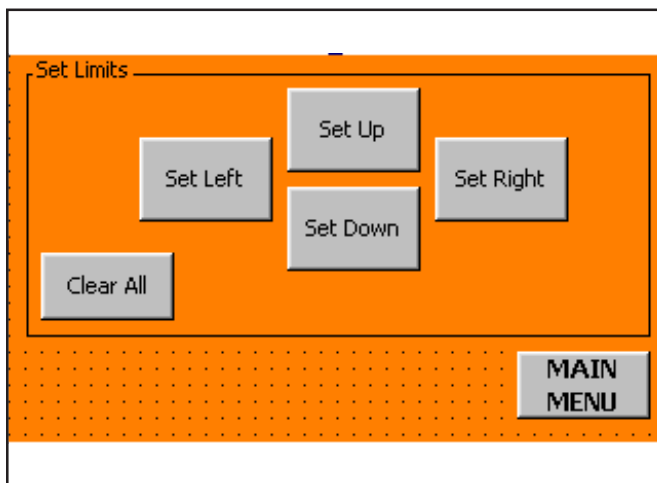 Set Limits
Set Up
Set Left
Set Right
Set Down
Clear All
MAIN
MENU